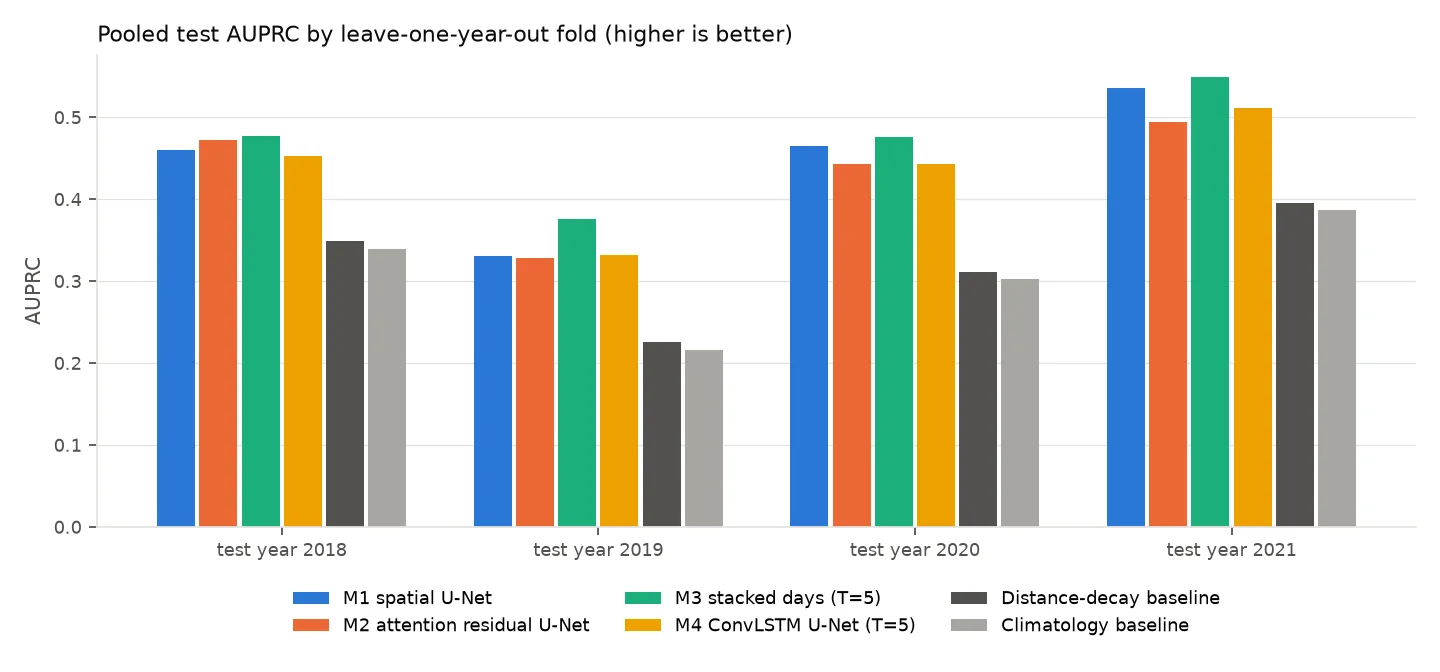 Pooled test AUPRC by leave-one-year-out fold (higher is better)
AUPRC
0.5
0.4
0.3
0.2
0.1
0.0
test year 2018
test year 2019
test year 2020
test year 2021
M1 spatial U-Net
M2 attention residual U-Net
M3 stacked days (T=5)
M4 ConvLSTM U-Net (T=5)
Distance-decay baseline
Climatology baseline